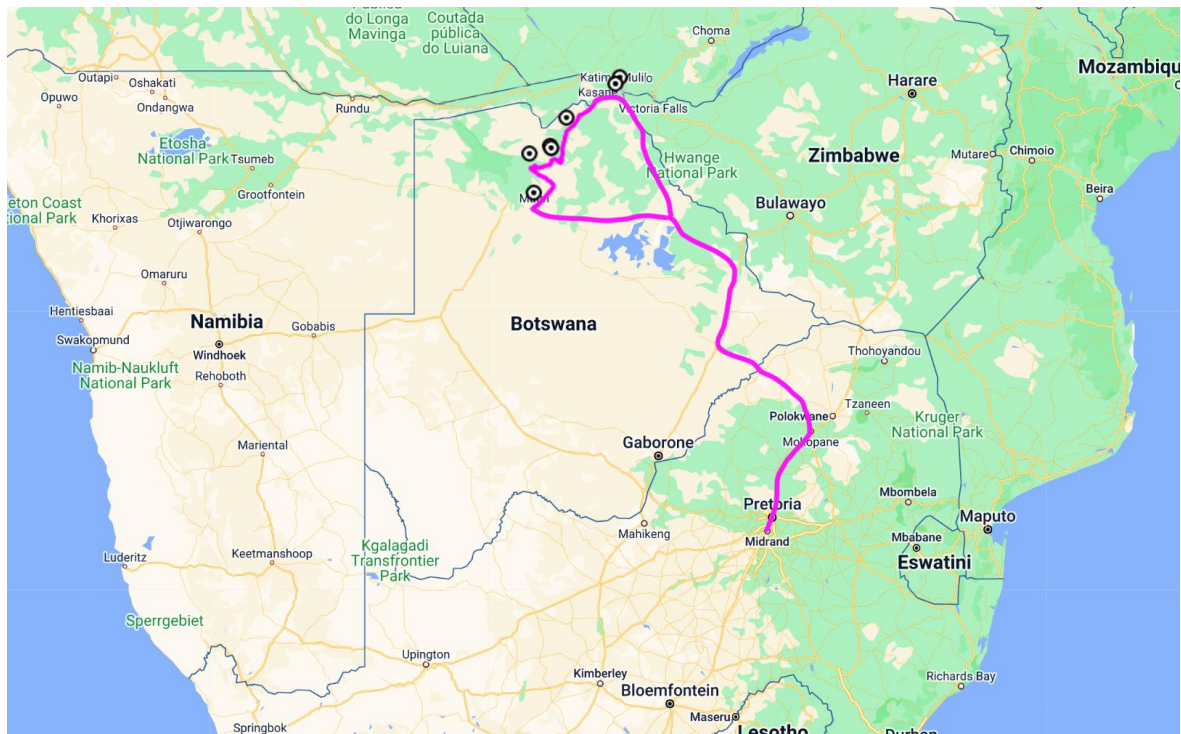 Pública
do Longa
Mavinga
Coutada
pública
do Luiana
Choma
Mozambiqu
Outapi
Oshakati
Katima Mulilo
Harare
Opuwo
Ondangwa
Rundu
Kasane
Victoria Falls
Etosha
National Park
Tsumeb
Hwange
National Park
Zimbabwe
Mutare
Chimoio
Grootfontein
Beira
eton Coast
tional Park
Khorixas
Otjiwarongo
Maun
Bulawayo
Omaruru
Hentiesbaai
Namibia
Gobabis
Botswana
Swakopmund
Windhoek
Thohoyandou
Namib-Naukluft
National Park
Rehoboth
Tzaneen
Polokwane
Kruger
National Park
Mariental
Gaborone
Mokopane
Mbombela
Pretoria
Maputo
Mahikeng
Midrand
Mbabane
Luderitz
Keetmanshoop
Kgalagadi
Transfrontier
Park
Eswatini
Sperrgebiet
Upington
Kimberley
Richards Bay
Bloemfontein
Maseru
Springbok
Lesotho
Durban